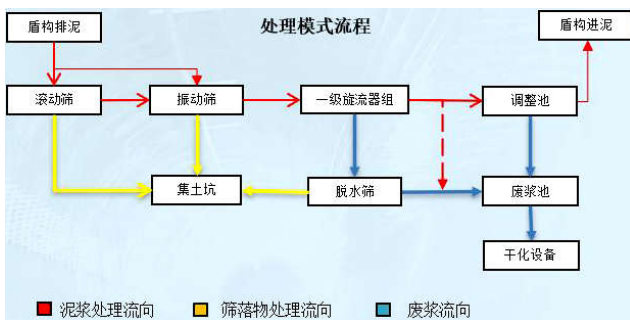 处理模式流程
盾构排泥
盾构进泥
滚动筛
振动筛
一级旋流器组
调整池
集土坑
脱水筛
废浆池
干化设备
泥浆处理流向
筛落物处理流向
废浆流向